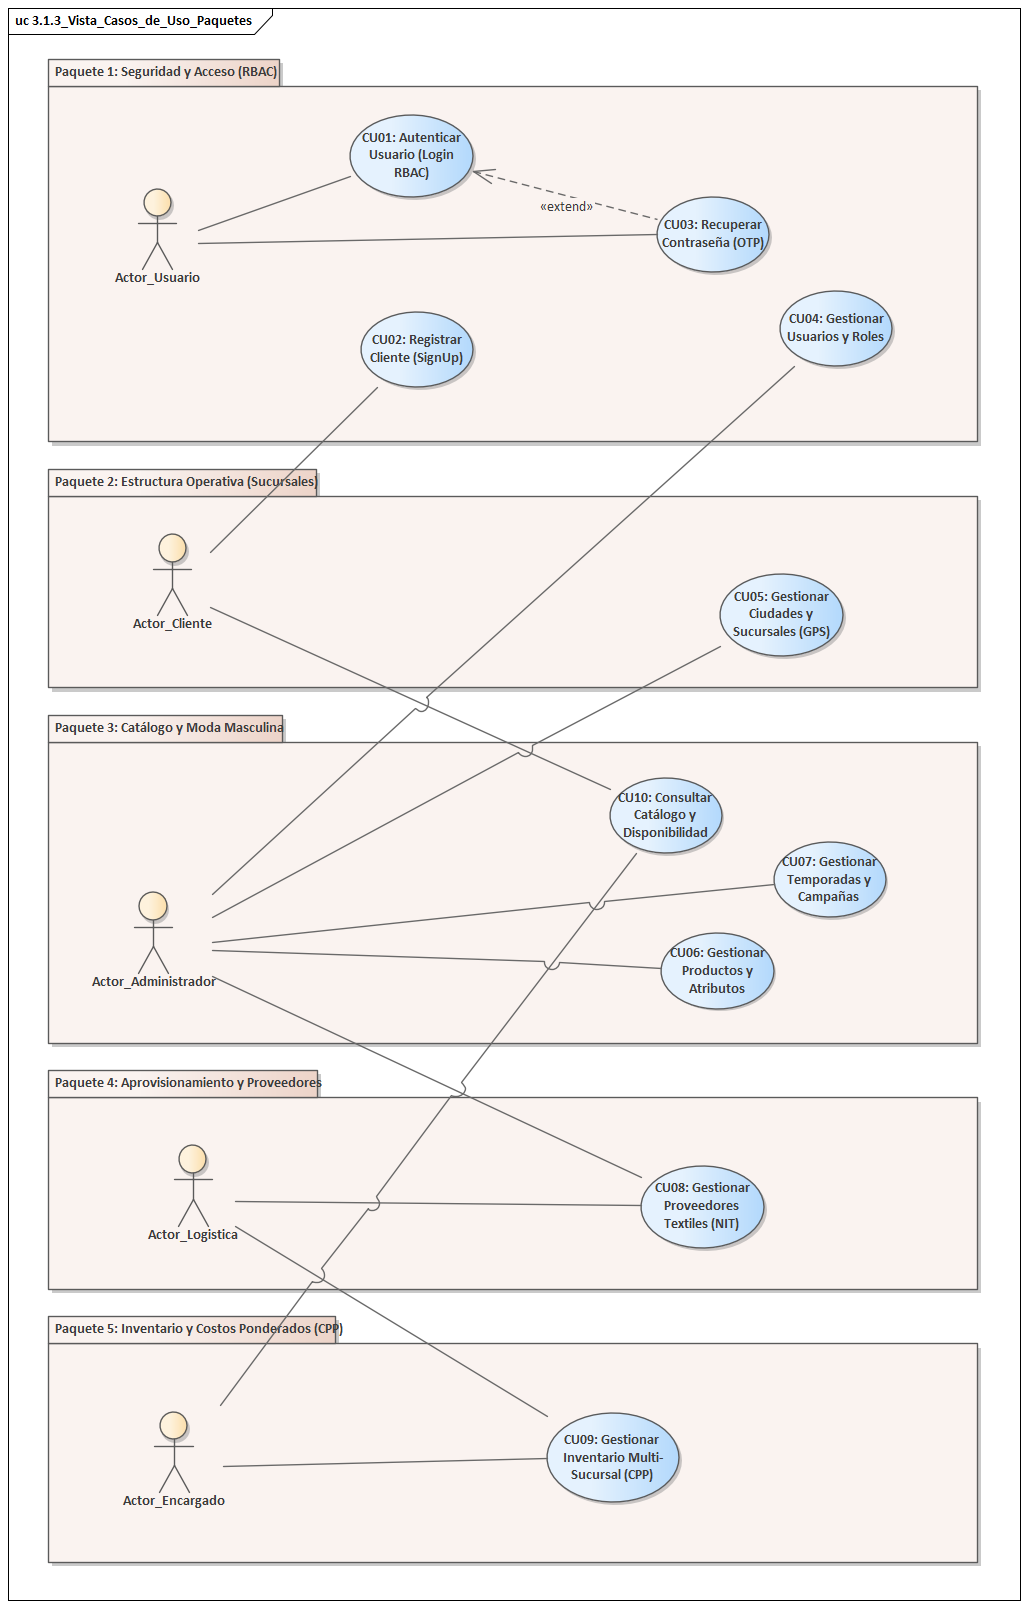 uc 3.1.3_Vista_Casos_de_Uso_Paquetes
Paquete 1: Seguridad y Acceso (RBAC)
CU01: Autenticar
Usuario (Login
RBAC)
«extend»
CU03: Recuperar
Contraseña (OTP)
Actor_Usuario
CU04: Gestionar
Usuarios y Roles
CU02: Registrar
Cliente (SignUp)
Paquete 2: Estructura Operativa (Sucursales)
Actor_Cliente
CU05: Gestionar
Ciudades y
Sucursales (GPS)
Paquete 3: Catálogo y Moda Masculina
CU10: Consultar
Catálogo y
Disponibilidad
CU07: Gestionar
Temporadas y
Campañas
CU06: Gestionar
Productos y
Atributos
Actor_Administrador
Paquete 4: Aprovisionamiento y Proveedores
CU08: Gestionar
Proveedores
Textiles (NIT)
Actor_Logistica
Paquete 5: Inventario y Costos Ponderados (CPP)
CU09: Gestionar
Inventario Multi-
Sucursal (CPP)
Actor_Encargado